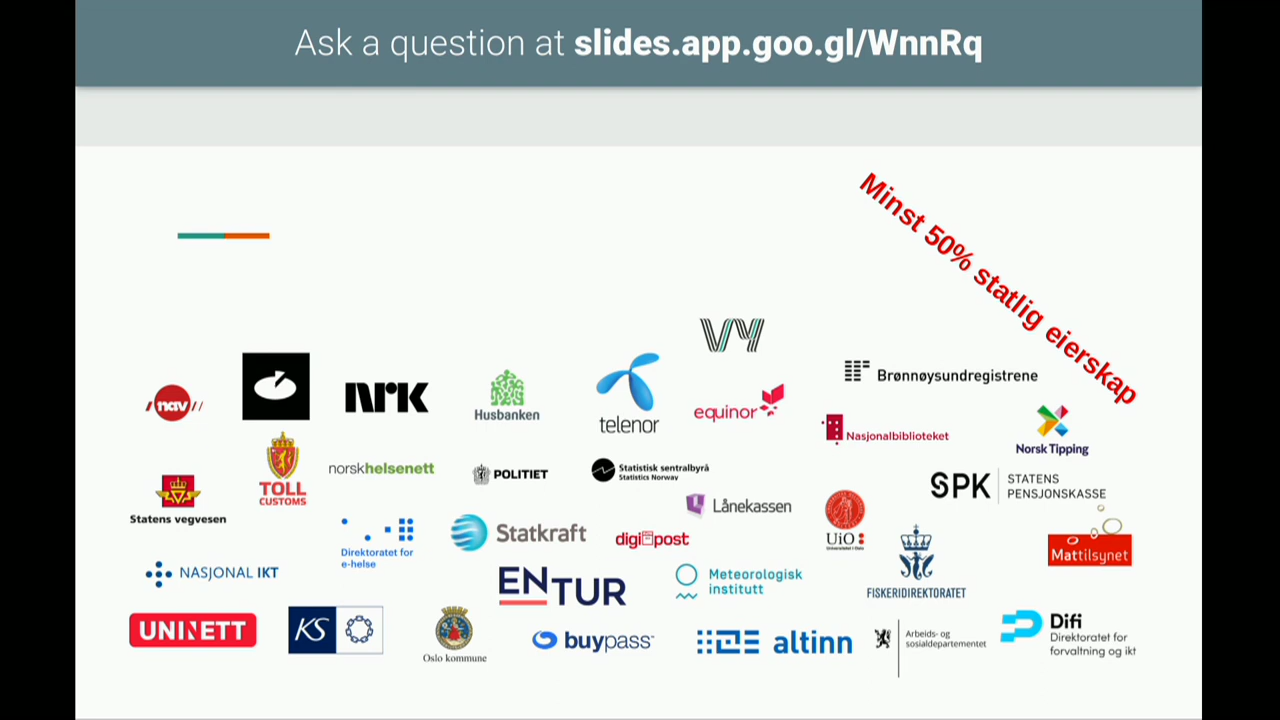 Ask a question at slides.app.goo.gl/WnnRq
Minst 50% statlig eierskap
vy
nav
NRK
Husbanken
telenor
equinor
Brønnøysundregistrene
Nasjonalbiblioteket
Norsk Tipping
TOLL
CUSTOMS
norskhelsenett
POLITIET
Statistisk sentralbyrå
Statistics Norway
SPK
STATENS
PENSJONSKASSE
Statens vegvesen
Lånekassen
Direktoratet for
e-helse
Statkraft
digipost
UiO
Universitetet i Oslo
Mattilsynet
NASJONAL IKT
ENTUR
Meteorologisk
institutt
FISKERIDIREKTORATET
UNINETT
KS
Oslo kommune
buypass
altinn
Arbeids- og
sosialdepartementet
Difi
Direktoratet for
forvaltning og ikt